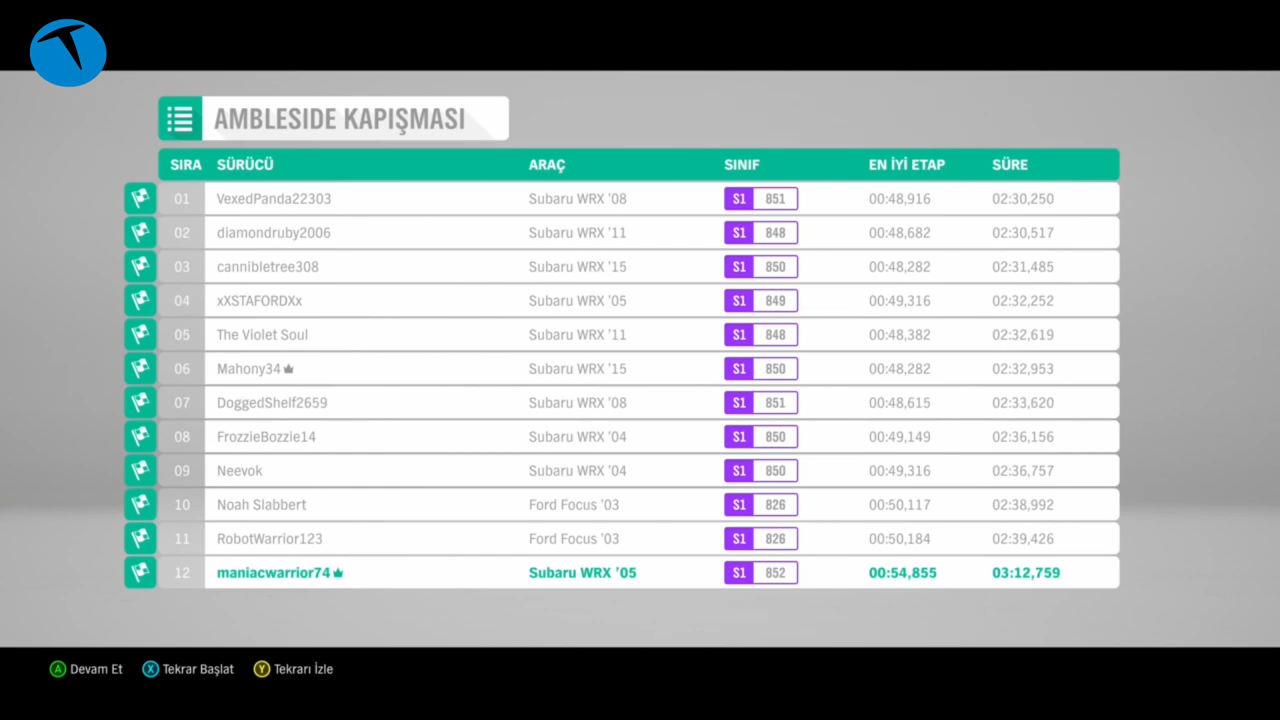 AMBLESIDE KAPIŞMASI
SIRA SÜRÜCÜ ARAÇ SINIF EN İYİ ETAP SÜRE
01 VexedPanda22303 Subaru WRX '08 S1 851 00:48,916 02:30,250
02 diamondruby2006 Subaru WRX '11 S1 848 00:48,682 02:30,517
03 cannibletree308 Subaru WRX '15 S1 850 00:48,282 02:31,485
04 xXSTAFORDXx Subaru WRX '05 S1 849 00:49,316 02:32,252
05 The Violet Soul Subaru WRX '11 S1 848 00:48,382 02:32,619
06 Mahony34 Subaru WRX '15 S1 850 00:48,282 02:32,953
07 DoggedShelf2659 Subaru WRX '08 S1 851 00:48,615 02:33,620
08 FrozzieBozzie14 Subaru WRX '04 S1 850 00:49,149 02:36,156
09 Neevok Subaru WRX '04 S1 850 00:49,316 02:36,757
10 Noah Slabbert Ford Focus '03 S1 826 00:50,117 02:38,992
11 RobotWarrior123 Ford Focus '03 S1 826 00:50,184 02:39,426
12 maniacwarrior74 Subaru WRX '05 S1 852 00:54,855 03:12,759
A Devam Et X Tekrar Başlat Y Tekrarı İzle